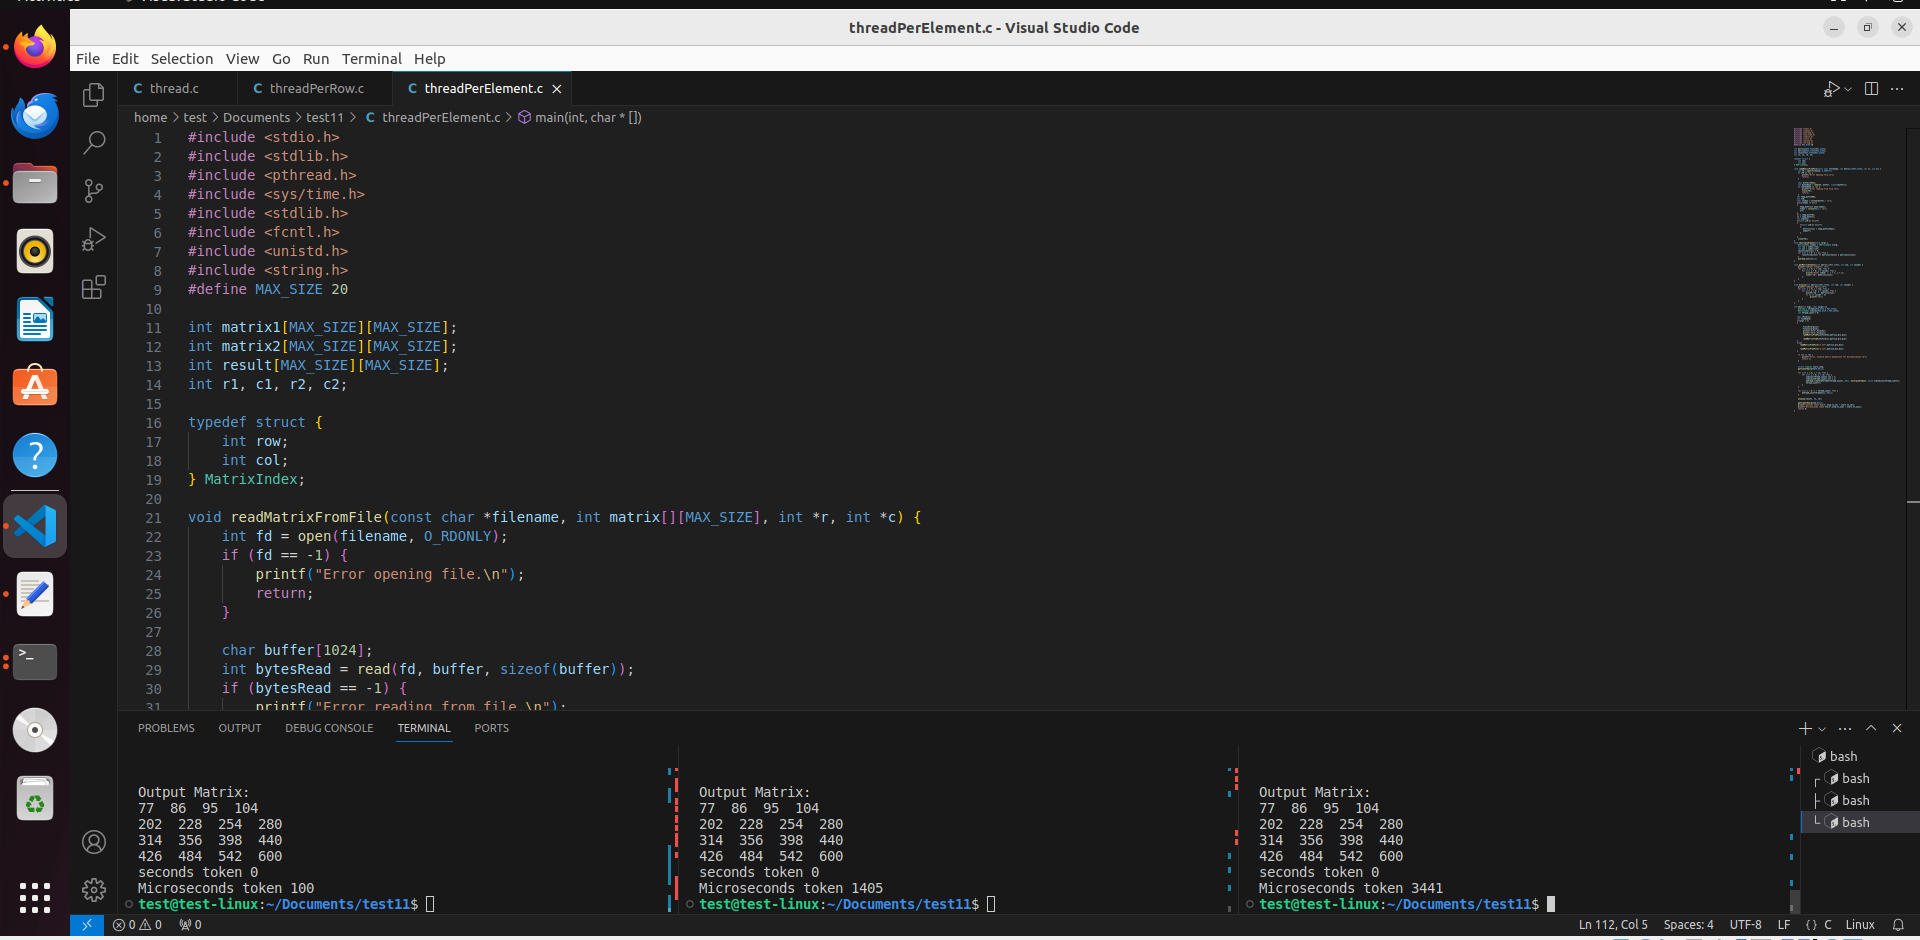 threadPerElement.c - Visual Studio Code
File Edit Selection View Go Run Terminal Help
C thread.c C threadPerRow.c C threadPerElement.c
home > test > Documents > test11 > C threadPerElement.c > main(int, char * [])
1 #include <stdio.h>
2 #include <stdlib.h>
3 #include <pthread.h>
4 #include <sys/time.h>
5 #include <stdlib.h>
6 #include <fcntl.h>
7 #include <unistd.h>
8 #include <string.h>
9 #define MAX_SIZE 20
10
11 int matrix1[MAX_SIZE][MAX_SIZE];
12 int matrix2[MAX_SIZE][MAX_SIZE];
13 int result[MAX_SIZE][MAX_SIZE];
14 int r1, c1, r2, c2;
15
16 typedef struct {
17 int row;
18 int col;
19 } MatrixIndex;
20
21 void readMatrixFromFile(const char *filename, int matrix[][MAX_SIZE], int *r, int *c) {
22 int fd = open(filename, O_RDONLY);
23 if (fd == -1) {
24 printf("Error opening file.\n");
25 return;
26 }
27
28 char buffer[1024];
29 int bytesRead = read(fd, buffer, sizeof(buffer));
30 if (bytesRead == -1) {
31 printf("Error reading from file.\n");
PROBLEMS OUTPUT DEBUG CONSOLE TERMINAL PORTS
Output Matrix:
77 86 95 104
202 228 254 280
314 356 398 440
426 484 542 600
seconds token 0
Microseconds token 100
test@test-linux:~/Documents/test11$
Output Matrix:
77 86 95 104
202 228 254 280
314 356 398 440
426 484 542 600
seconds token 0
Microseconds token 1405
test@test-linux:~/Documents/test11$
Output Matrix:
77 86 95 104
202 228 254 280
314 356 398 440
426 484 542 600
seconds token 0
Microseconds token 3441
test@test-linux:~/Documents/test11$
bash
bash
bash
bash
0 0 0 Ln 112, Col 5 Spaces: 4 UTF-8 LF {} C Linux